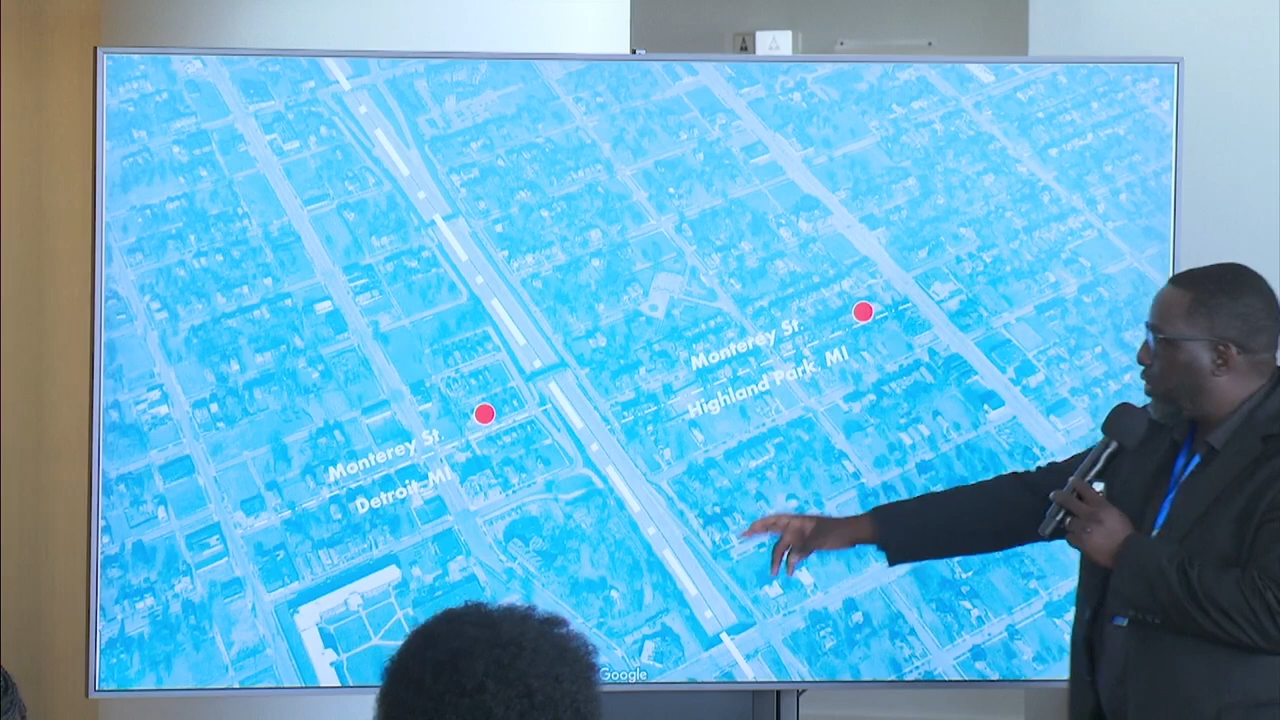 Monterey St.
Highland Park, MI
Monterey St.
Detroit, MI
Google